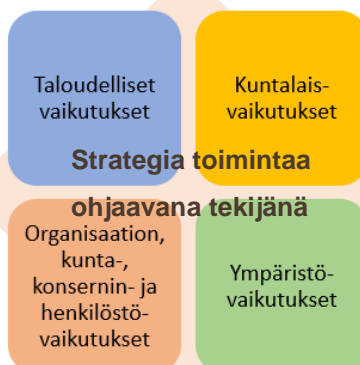 Taloudelliset
vaikutukset
Kuntalais-
vaikutukset
Strategia toimintaa
ohjaavana tekijänä
Organisaation,
kunta-,
konsernin- ja
henkilöstö-
vaikutukset
Ympäristö-
vaikutukset